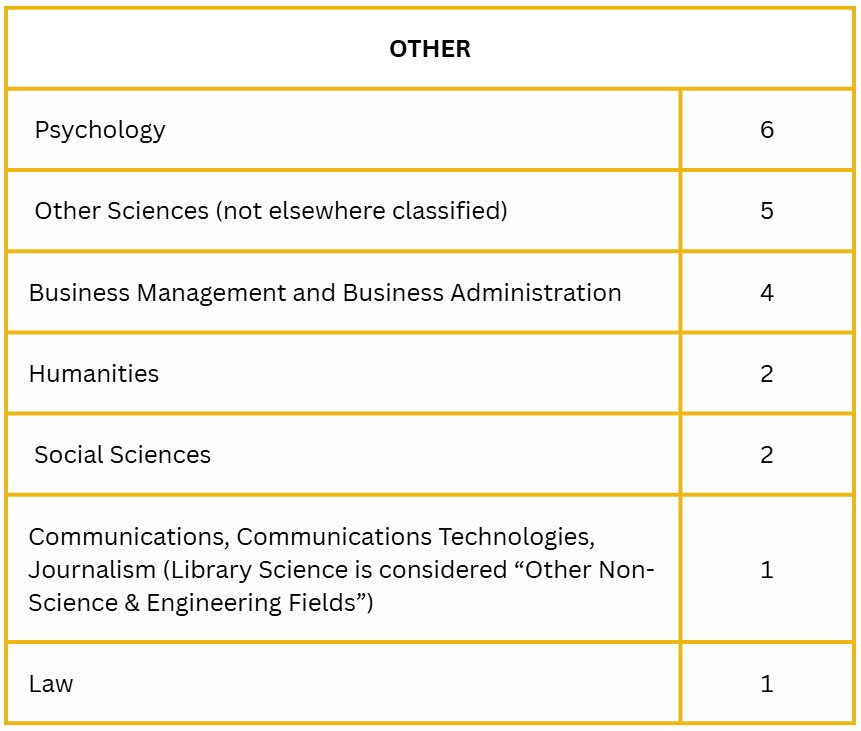 OTHER
Psychology 6
Other Sciences (not elsewhere classified) 5
Business Management and Business Administration 4
Humanities 2
Social Sciences 2
Communications, Communications Technologies,
Journalism (Library Science is considered “Other Non-
Science & Engineering Fields”) 1
Law 1